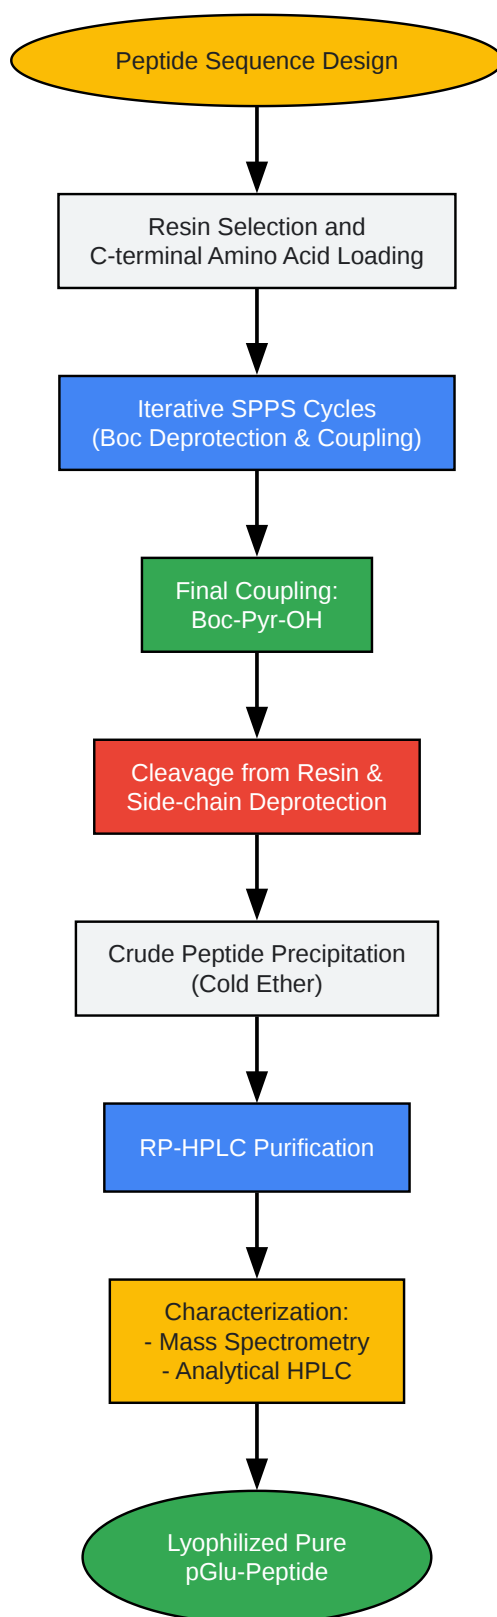 Peptide Sequence Design
Resin Selection and
C-terminal Amino Acid Loading
Iterative SPPS Cycles
(Boc Deprotection & Coupling)
Final Coupling:
Boc-Pyr-OH
Cleavage from Resin &
Side-chain Deprotection
Crude Peptide Precipitation
(Cold Ether)
RP-HPLC Purification
Characterization:
- Mass Spectrometry
- Analytical HPLC
Lyophilized Pure
pGlu-Peptide